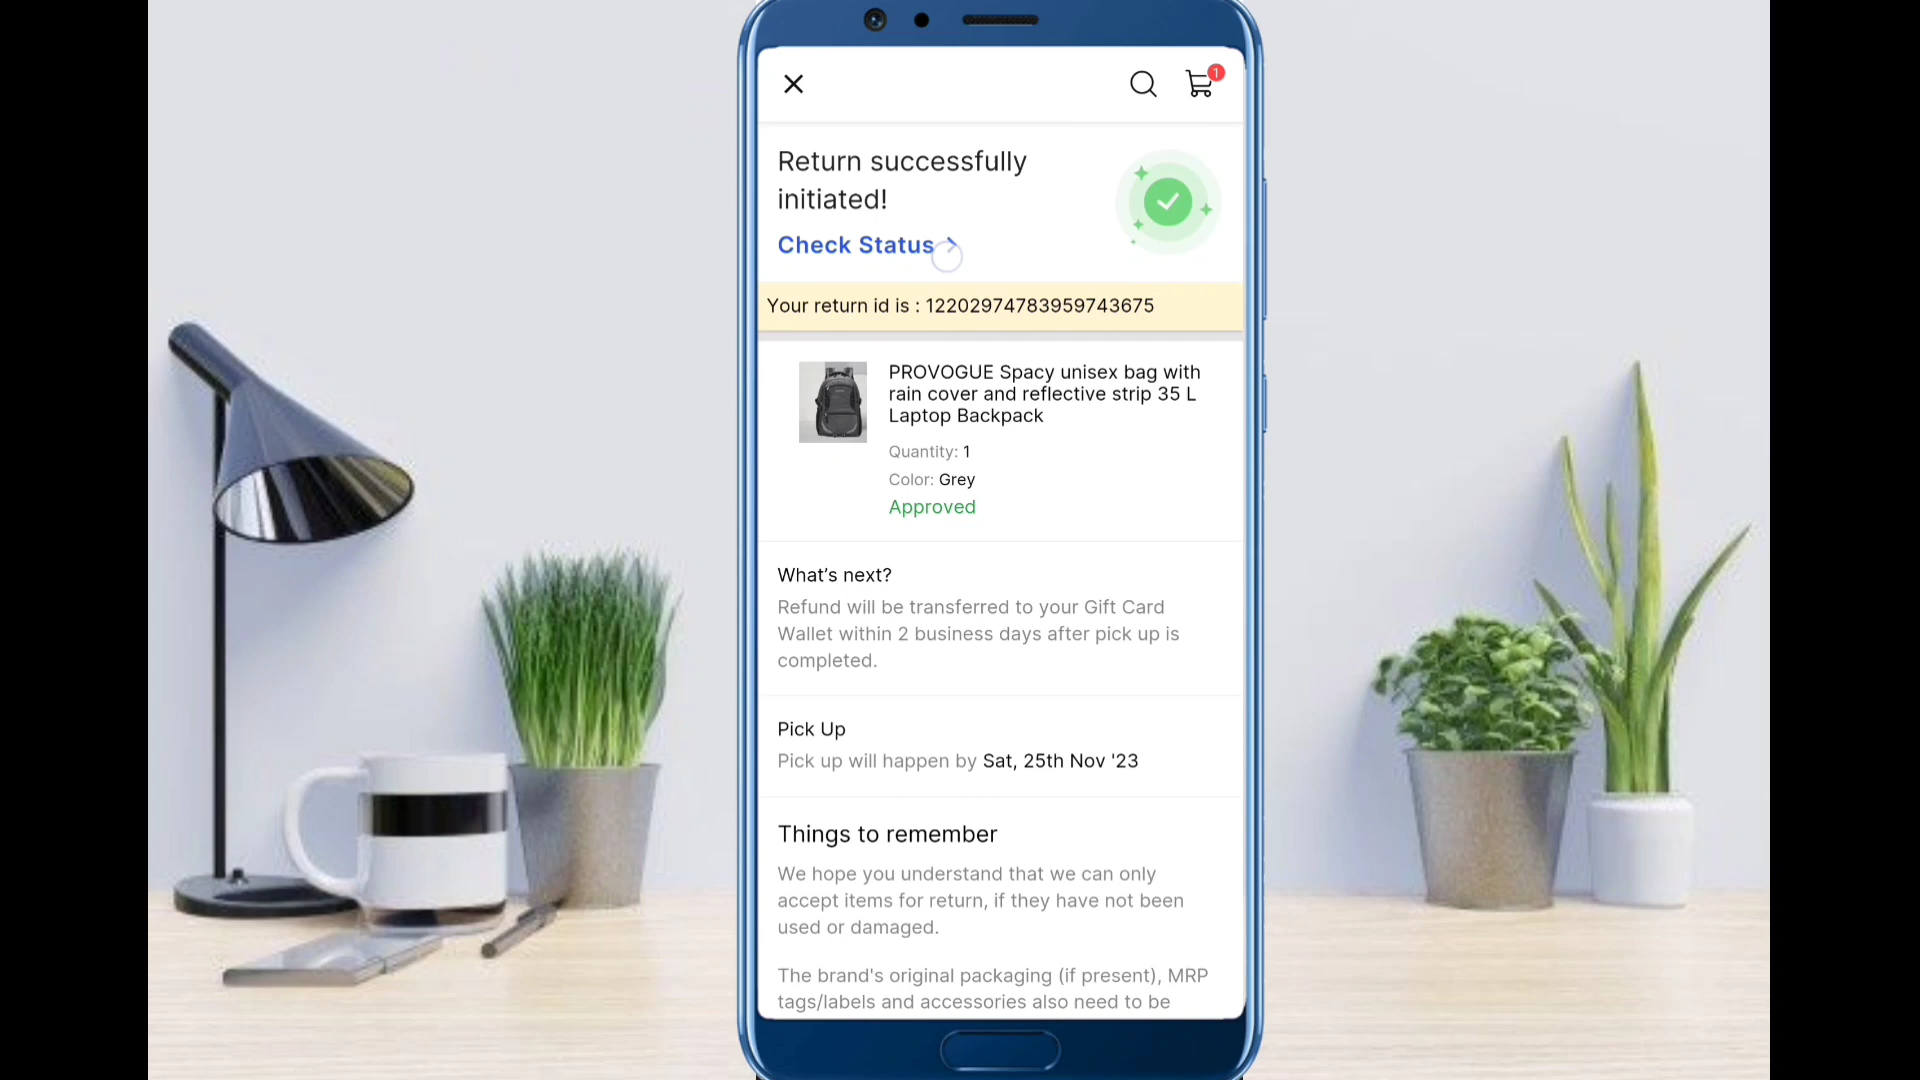 1
Return successfully
initiated!
Check Status
Your return id is : 12202974783959743675
PROVOGUE Spacy unisex bag with
rain cover and reflective strip 35 L
Laptop Backpack
Quantity: 1
Color: Grey
Approved
What's next?
Refund will be transferred to your Gift Card
Wallet within 2 business days after pick up is
completed.
Pick Up
Pick up will happen by Sat, 25th Nov '23
Things to remember
We hope you understand that we can only
accept items for return, if they have not been
used or damaged.
The brand's original packaging (if present), MRP
tags/labels and accessories also need to be